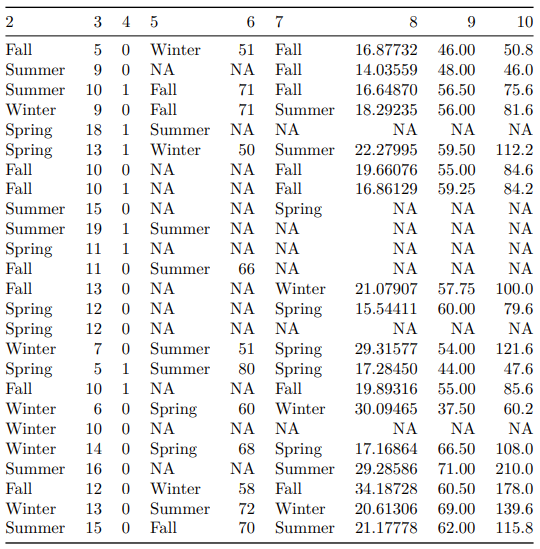 2 3 4 5 6 7 8 9 10
Fall 5 0 Winter 51 Fall 16.87732 46.00 50.8
Summer 9 0 NA NA Fall 14.03559 48.00 46.0
Summer 10 1 Fall 71 Fall 16.64870 56.50 75.6
Winter 9 0 Fall 71 Summer 18.29235 56.00 81.6
Spring 18 1 Summer NA NA NA NA NA
Spring 13 1 Winter 50 Summer 22.27995 59.50 112.2
Fall 10 0 NA NA Fall 19.66076 55.00 84.6
Fall 10 1 NA NA Fall 16.86129 59.25 84.2
Summer 15 0 NA NA Spring NA NA NA
Summer 19 1 Summer NA NA NA NA NA
Spring 11 1 NA NA NA NA NA NA
Fall 11 0 Summer 66 NA NA NA NA
Fall 13 0 NA NA Winter 21.07907 57.75 100.0
Spring 12 0 NA NA Spring 15.54411 60.00 79.6
Spring 12 0 NA NA NA NA NA NA
Winter 7 0 Summer 51 Spring 29.31577 54.00 121.6
Spring 5 1 Summer 80 Spring 17.28450 44.00 47.6
Fall 10 1 NA NA Fall 19.89316 55.00 85.6
Winter 6 0 Spring 60 Winter 30.09465 37.50 60.2
Winter 10 0 NA NA NA NA NA NA
Winter 14 0 Spring 68 Spring 17.16864 66.50 108.0
Summer 16 0 NA NA Summer 29.28586 71.00 210.0
Fall 12 0 Winter 58 Fall 34.18728 60.50 178.0
Winter 13 0 Summer 72 Winter 20.61306 69.00 139.6
Summer 15 0 Fall 70 Summer 21.17778 62.00 115.8